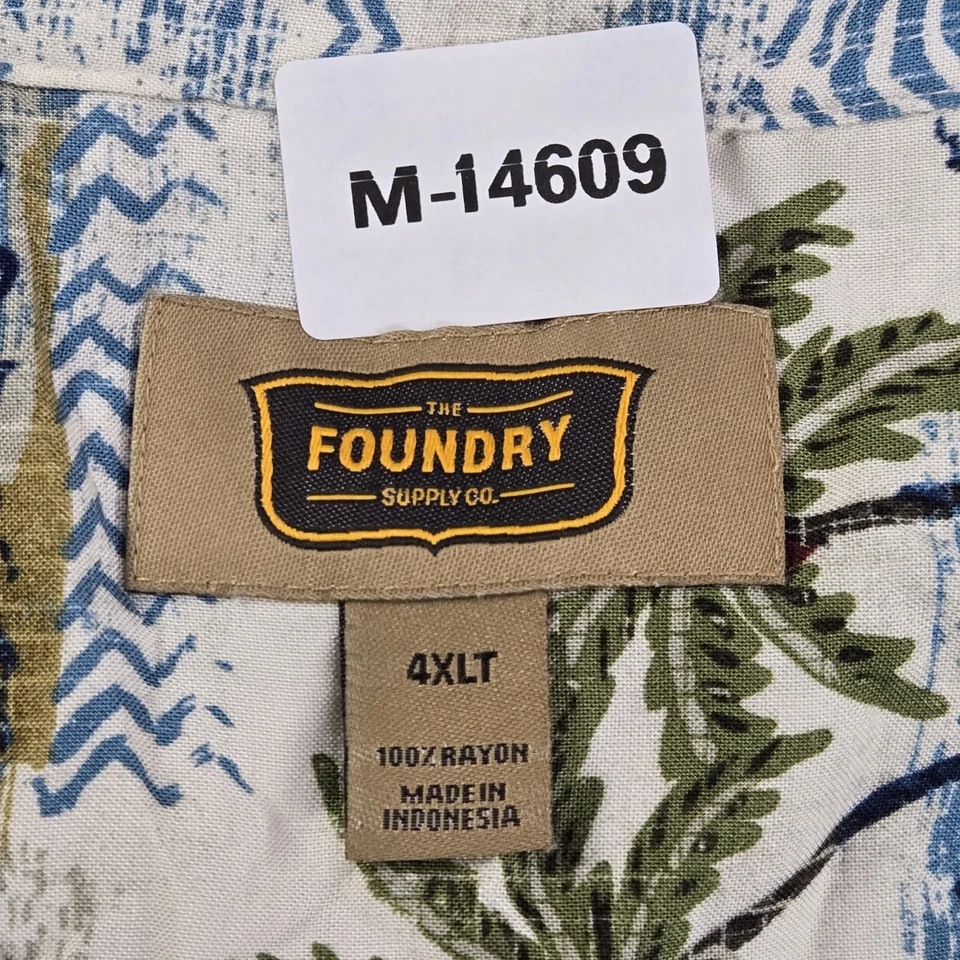 M-14609
THE
FOUNDRY
SUPPLY CO.
4XLT
100% RAYON
MADE IN
INDONESIA